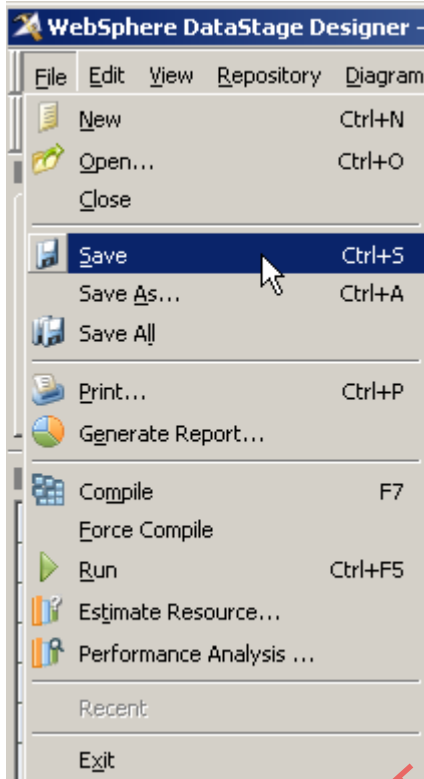 WebSphere DataStage Designer -
File Edit View Repository Diagram
New Ctrl+N
Open... Ctrl+O
Close
Save Ctrl+S
Save As... Ctrl+A
Save All
Print... Ctrl+P
Generate Report...
Compile F7
Force Compile
Run Ctrl+F5
Estimate Resource...
Performance Analysis ...
Recent
Exit